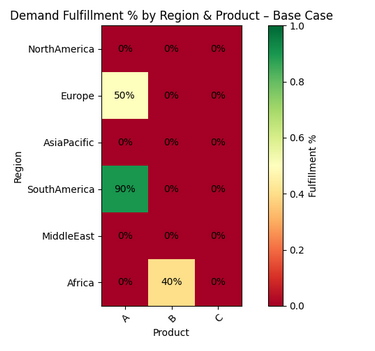 Demand Fulfillment % by Region & Product – Base Case
NorthAmerica 0% 0% 0%
Europe 50% 0% 0%
AsiaPacific 0% 0% 0%
SouthAmerica 90% 0% 0%
MiddleEast 0% 0% 0%
Africa 0% 40% 0%
A B C
Product
Region
1.0
0.8
0.6
0.4
0.2
0.0
Fulfillment %